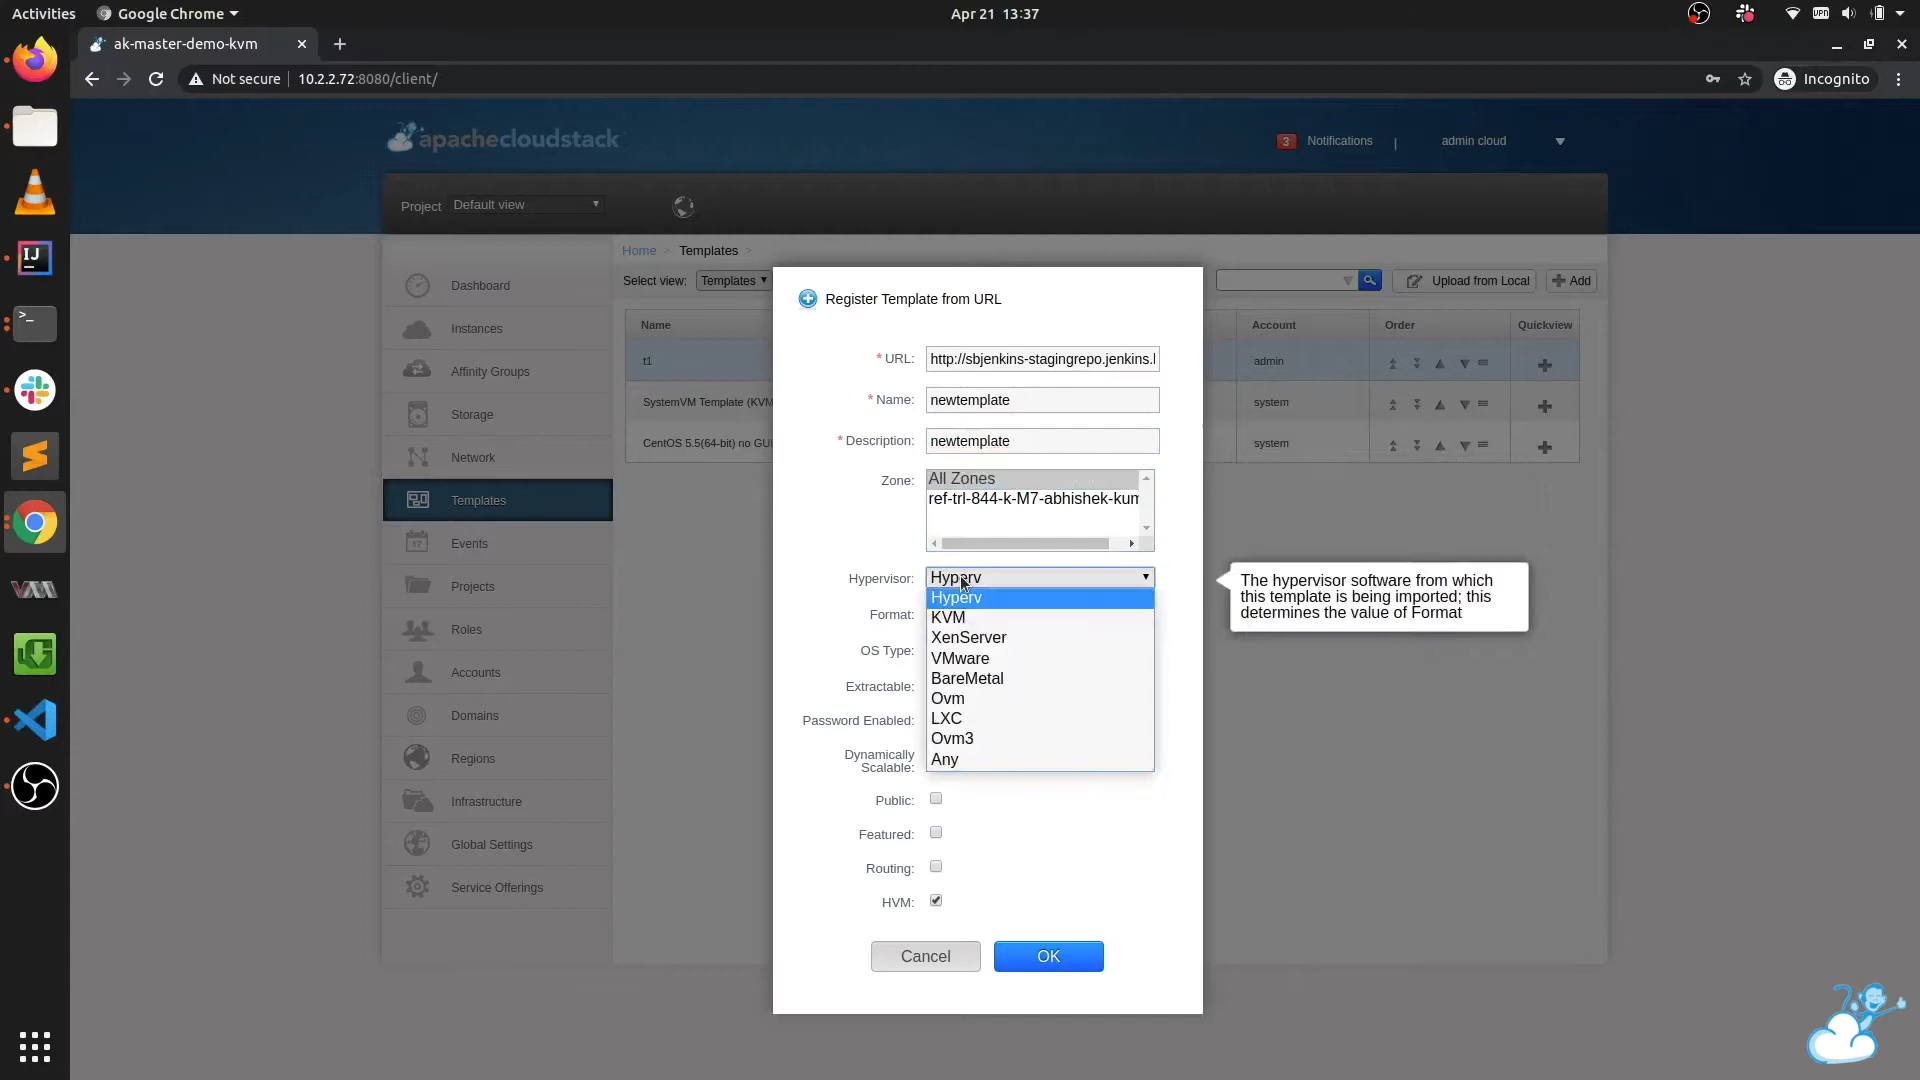 Activities
Google Chrome
Apr 21 13:37
VPN
ak-master-demo-kvm
Not secure
10.2.2.72:8080/client/
Incognito
apachecloudstack
3
Notifications
admin cloud
Project
Default view
Home > Templates >
Select view:
Templates
Upload from Local
Add
Dashboard
Instances
Affinity Groups
Storage
Network
Templates
Events
Projects
Roles
Accounts
Domains
Regions
Infrastructure
Global Settings
Service Offerings
Name
Account
Order
Quickview
t1
admin
SystemVM Template (KVM
system
CentOS 5.5(64-bit) no GU
system
Register Template from URL
* URL:
http://sbjenkins-stagingrepo.jenkins.l
* Name:
newtemplate
* Description:
newtemplate
Zone:
All Zones
ref-trl-844-k-M7-abhishek-kum
Hypervisor:
Hyperv
Hyperv
KVM
XenServer
VMware
BareMetal
Ovm
LXC
Ovm3
Any
The hypervisor software from which
this template is being imported; this
determines the value of Format
Format:
OS Type:
Extractable:
Password Enabled:
Dynamically
Scalable:
Public:
Featured:
Routing:
HVM:
Cancel
OK
IJ
17